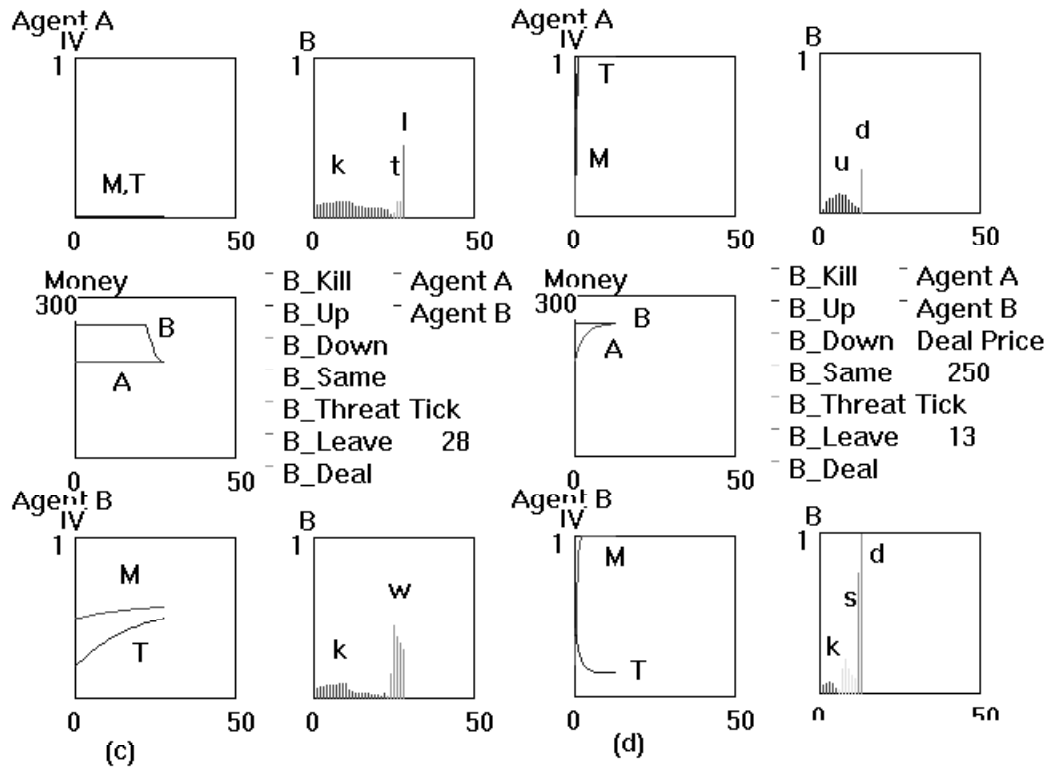 Agent A
IV
1
M,T
0
50
B
1
k
t
l
0
50
Money
300
B
A
0
50
B_Kill Agent A
B_Up Agent B
B_Down
B_Same
B_Threat Tick
B_Leave 28
B_Deal
Agent B
IV
1
M
T
0
50
B
1
k
w
0
50
(c)
Agent A
IV
1
T
M
0
50
B
1
u
d
0
50
Money
300
B
A
0
50
B_Kill Agent A
B_Up Agent B
B_Down Deal Price
B_Same 250
B_Threat Tick
B_Leave 13
B_Deal
Agent B
IV
1
M
T
0
50
B
1
k
s
d
0
50
(d)